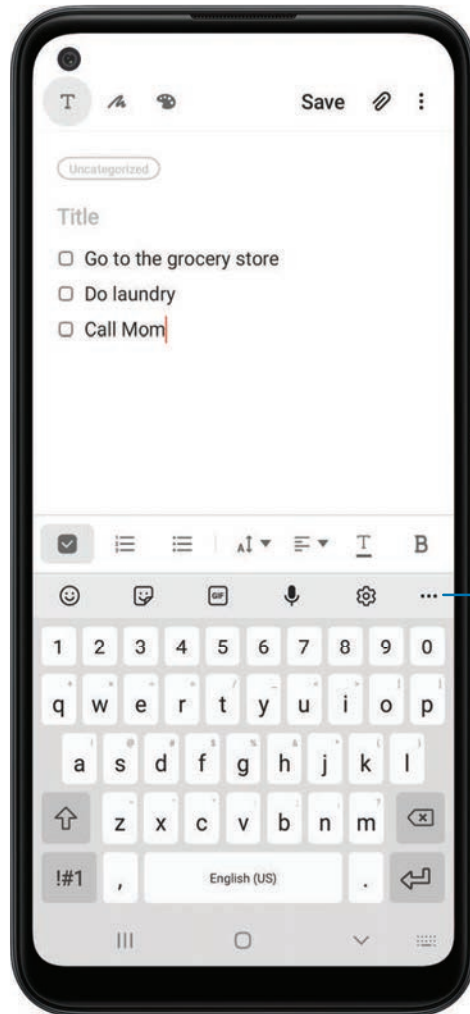 T Save
Uncategorized
Title
Go to the grocery store
Do laundry
Call Mom
T B
GIF
1 2 3 4 5 6 7 8 9 0
q w e r t y u i o p
a s d f g h j k l
z x c v b n m
!#1 , English (US) .